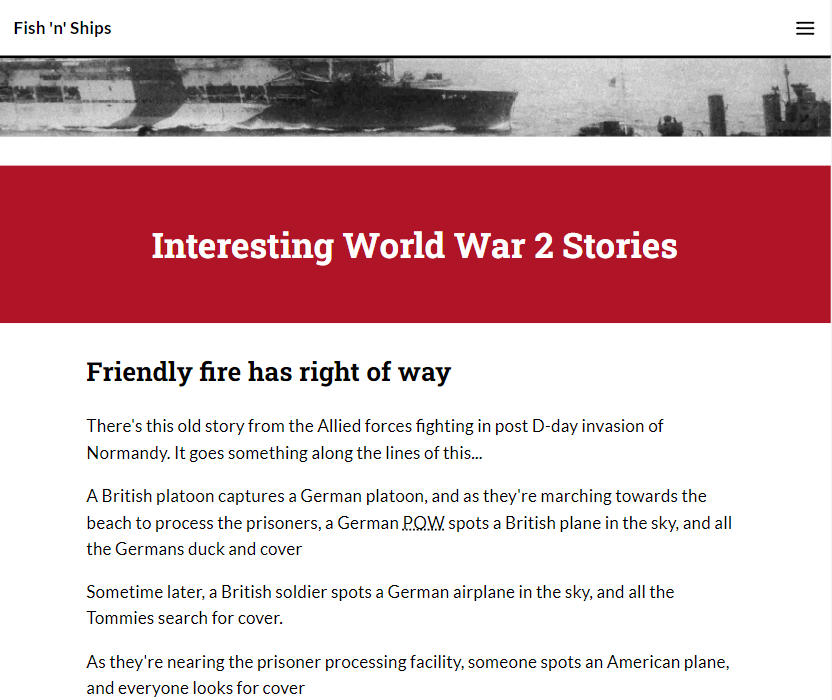 Fish 'n' Ships
Interesting World War 2 Stories
Friendly fire has right of way
There's this old story from the Allied forces fighting in post D-day invasion of
Normandy. It goes something along the lines of this...
A British platoon captures a German platoon, and as they're marching towards the
beach to process the prisoners, a German POW spots a British plane in the sky, and all
the Germans duck and cover
Sometime later, a British soldier spots a German airplane in the sky, and all the
Tommies search for cover.
As they're nearing the prisoner processing facility, someone spots an American plane,
and everyone looks for cover